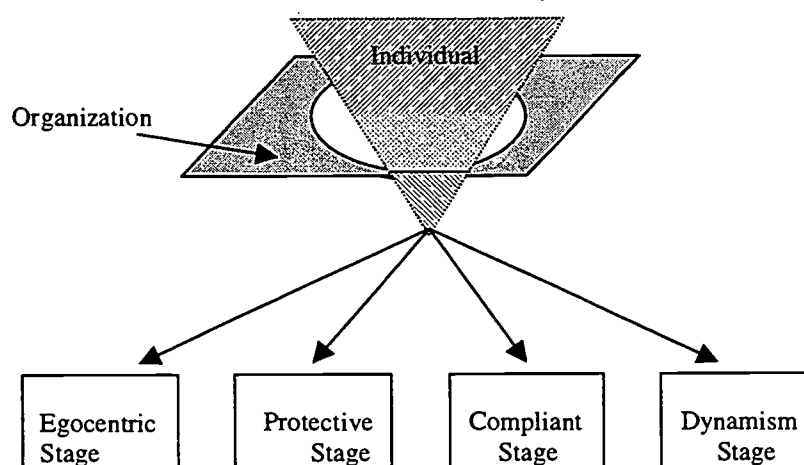 Individual
Organization
Egocentric
Stage
Protective
Stage
Compliant
Stage
Dynamism
Stage